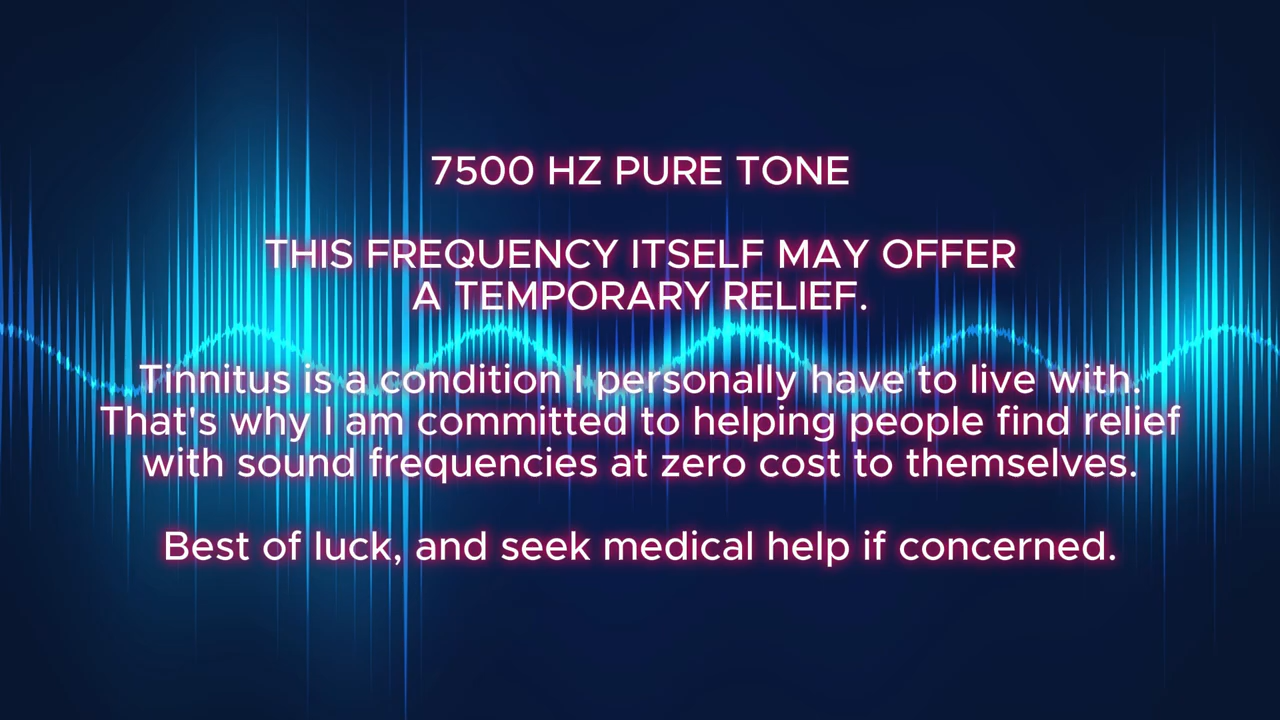 7500 HZ PURE TONE
THIS FREQUENCY ITSELF MAY OFFER
A TEMPORARY RELIEF.
Tinnitus is a condition I personally have to live with.
That's why I am committed to helping people find relief
with sound frequencies at zero cost to themselves.
Best of luck, and seek medical help if concerned.